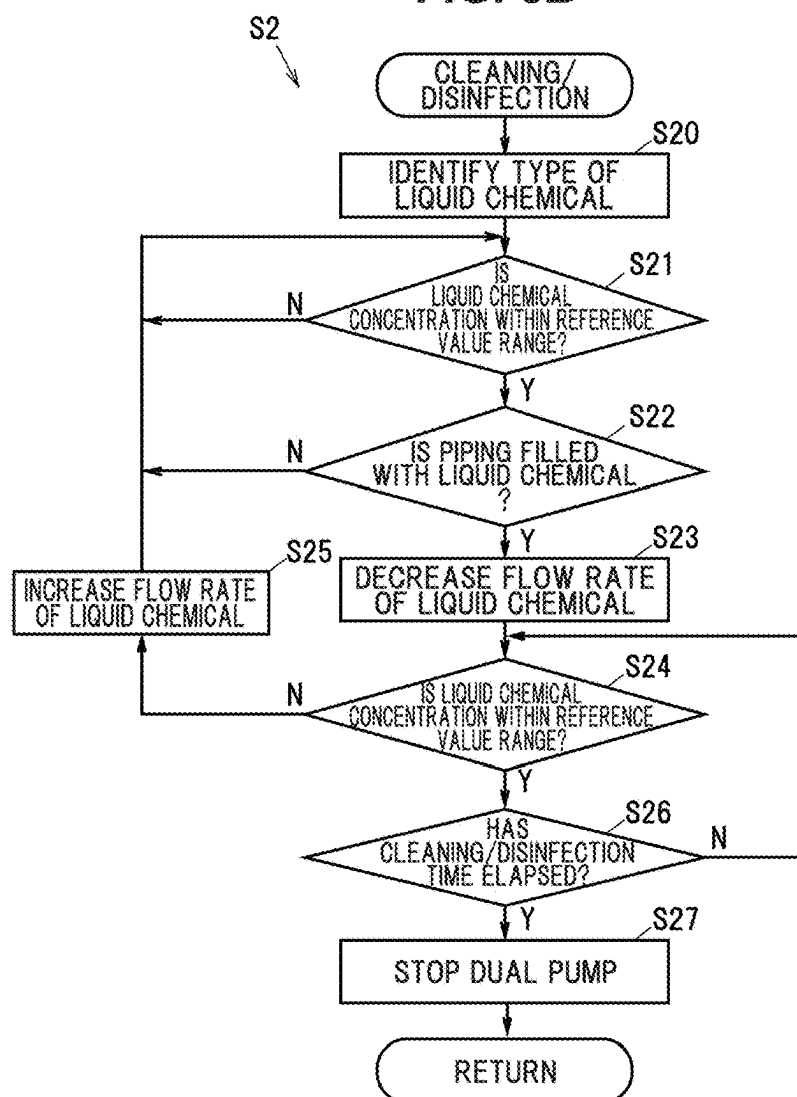 S2
CLEANING/
DISINFECTION
S20
IDENTIFY TYPE OF
LIQUID CHEMICAL
S21
IS
LIQUID CHEMICAL
CONCENTRATION WITHIN REFERENCE
VALUE RANGE?
N
Y
S22
IS PIPING FILLED
WITH LIQUID CHEMICAL
?
N
Y
S23
DECREASE FLOW RATE
OF LIQUID CHEMICAL
S25
INCREASE FLOW RATE
OF LIQUID CHEMICAL
S24
IS LIQUID CHEMICAL
CONCENTRATION WITHIN REFERENCE
VALUE RANGE?
N
Y
S26
HAS
CLEANING/DISINFECTION
TIME ELAPSED?
N
Y
S27
STOP DUAL PUMP
RETURN